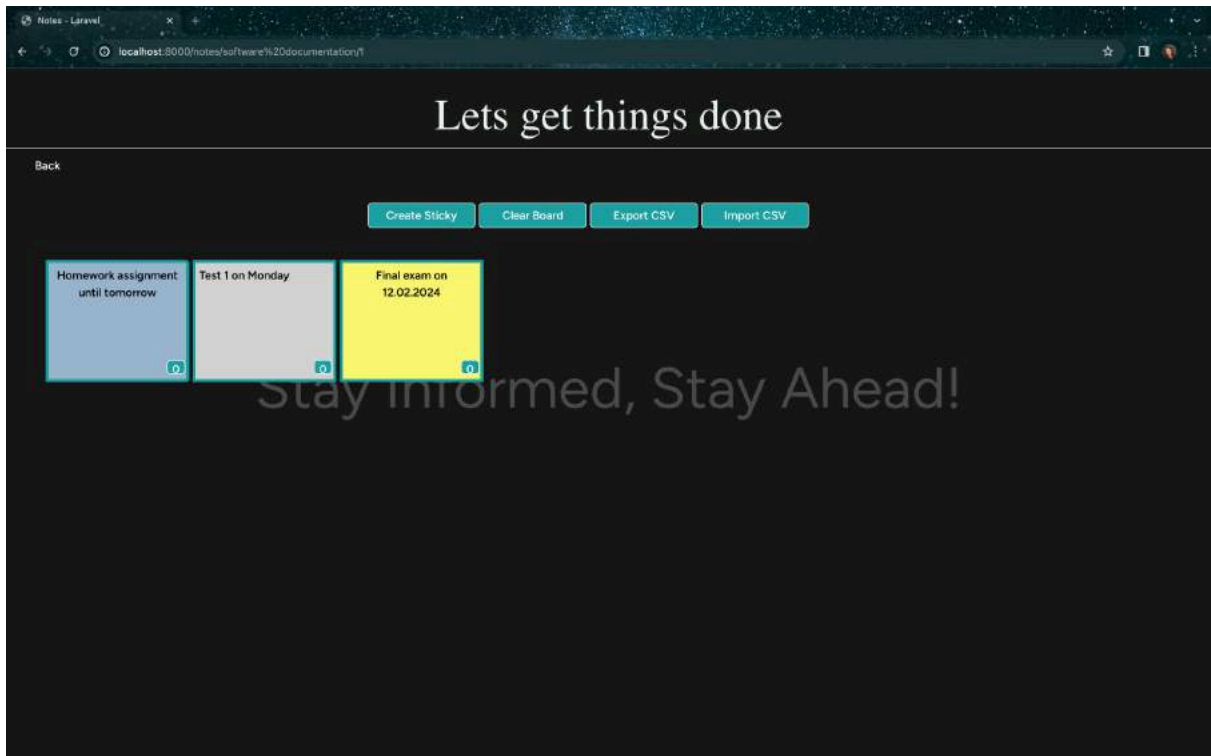 Notes - Laravel
localhost:8000/notes/software%20documentation/1
Lets get things done
Back
Create Sticky
Clear Board
Export CSV
Import CSV
Homework assignment
until tomorrow
Test 1 on Monday
Final exam on
12.02.2024
0
0
0
Stay Informed, Stay Ahead!